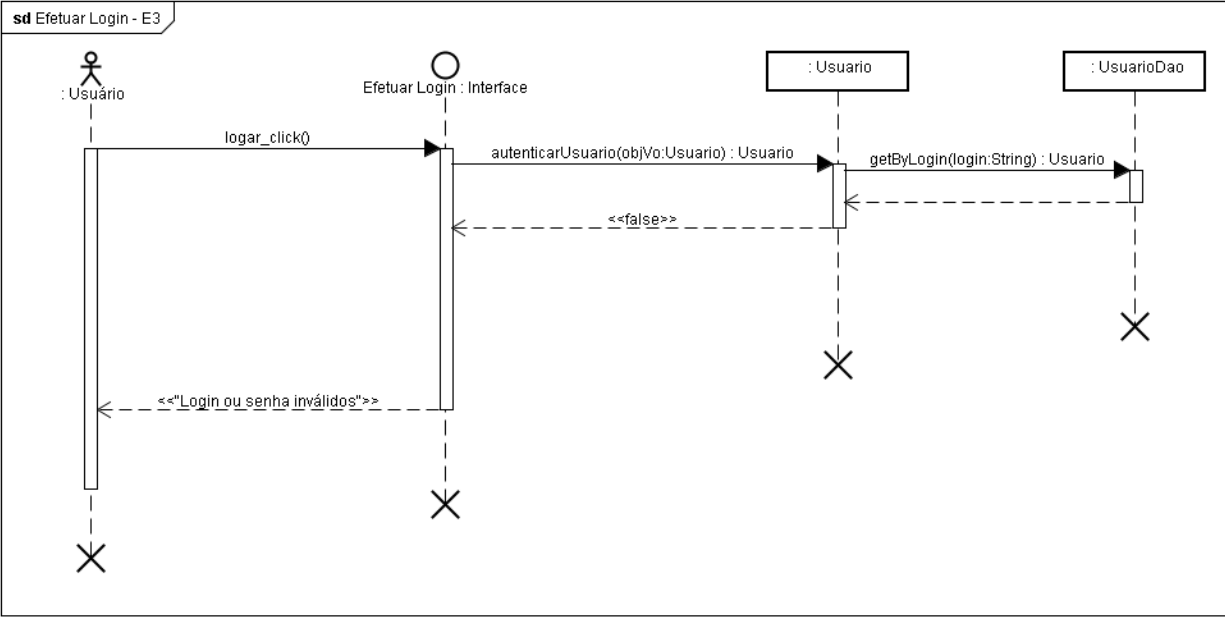 sd Efetuar Login - E3
: Usuário
Efetuar Login : Interface
: Usuario
: UsuarioDao
logar_click()
autenticarUsuario(objVo:Usuario) : Usuario
getByLogin(login:String) : Usuario
<<false>>
<<"Login ou senha inválidos">>